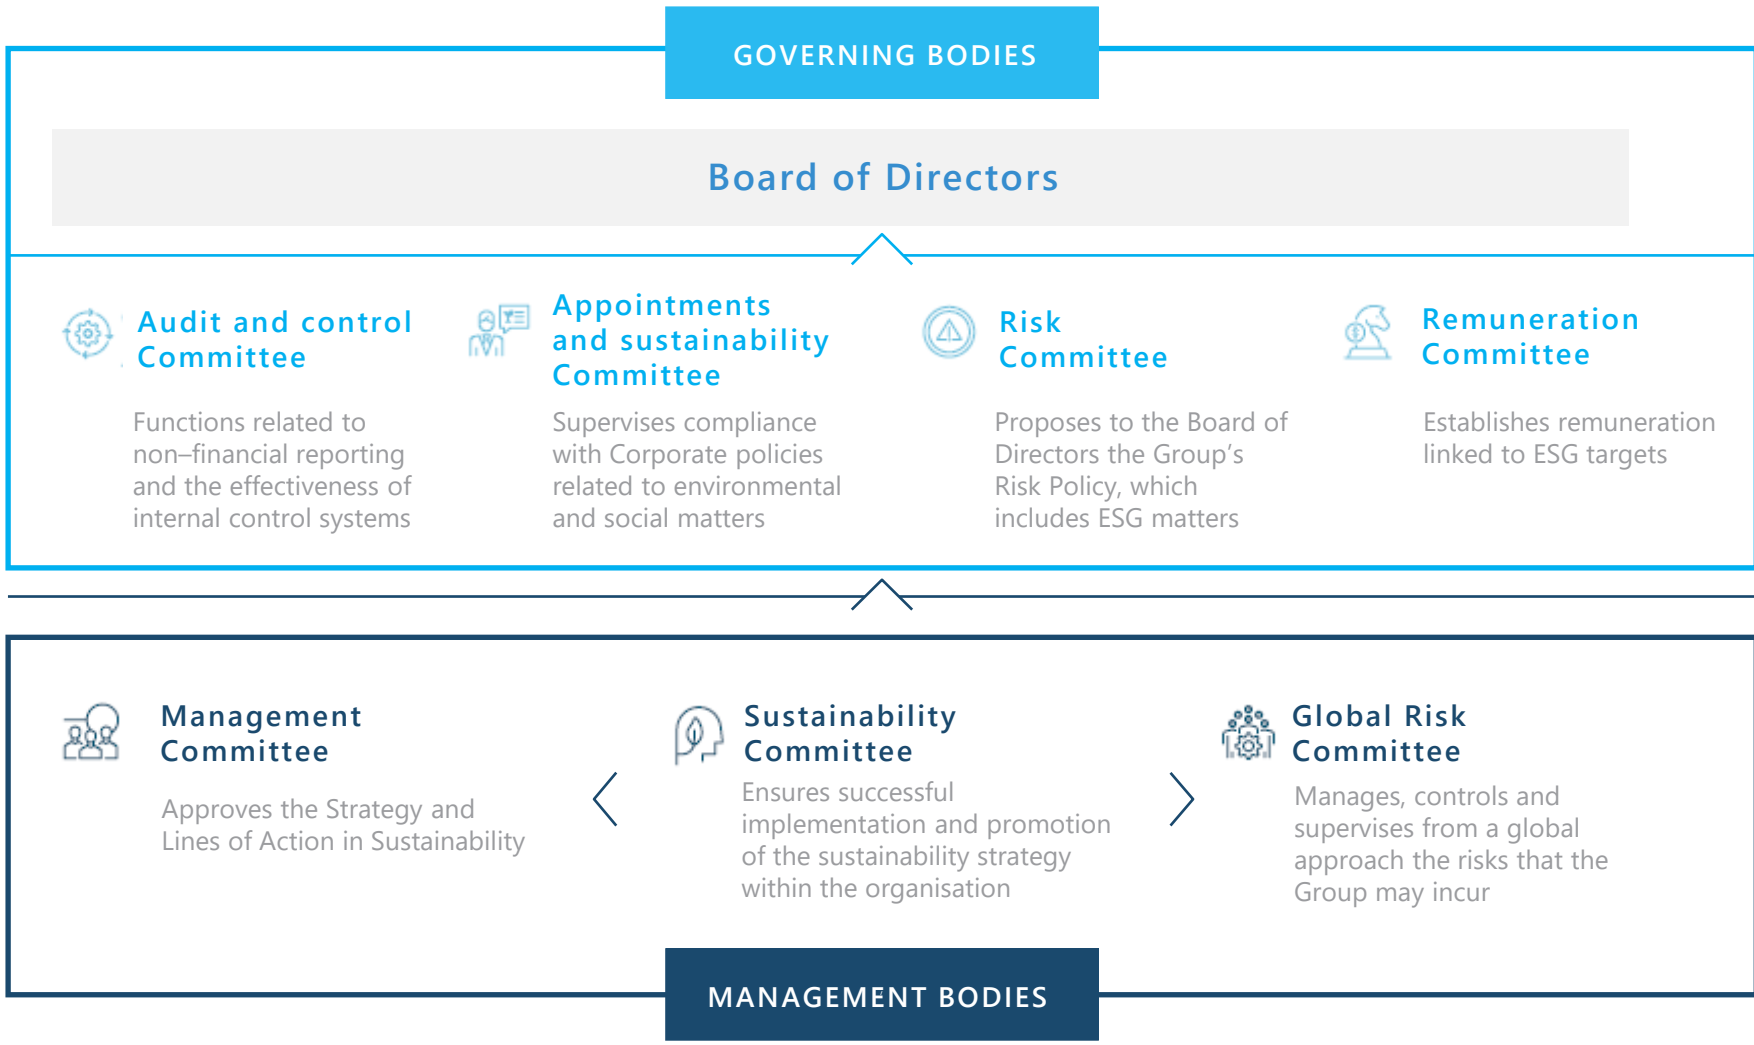 GOVERNING BODIES
Board of Directors
Audit and control
Committee
Functions related to
non–financial reporting
and the effectiveness of
internal control systems
Appointments
and sustainability
Committee
Supervises compliance
with Corporate policies
related to environmental
and social matters
Risk
Committee
Proposes to the Board of
Directors the Group’s
Risk Policy, which
includes ESG matters
Remuneration
Committee
Establishes remuneration
linked to ESG targets
Management
Committee
Approves the Strategy and
Lines of Action in Sustainability
Sustainability
Committee
Ensures successful
implementation and promotion
of the sustainability strategy
within the organisation
Global Risk
Committee
Manages, controls and
supervises from a global
approach the risks that the
Group may incur
MANAGEMENT BODIES